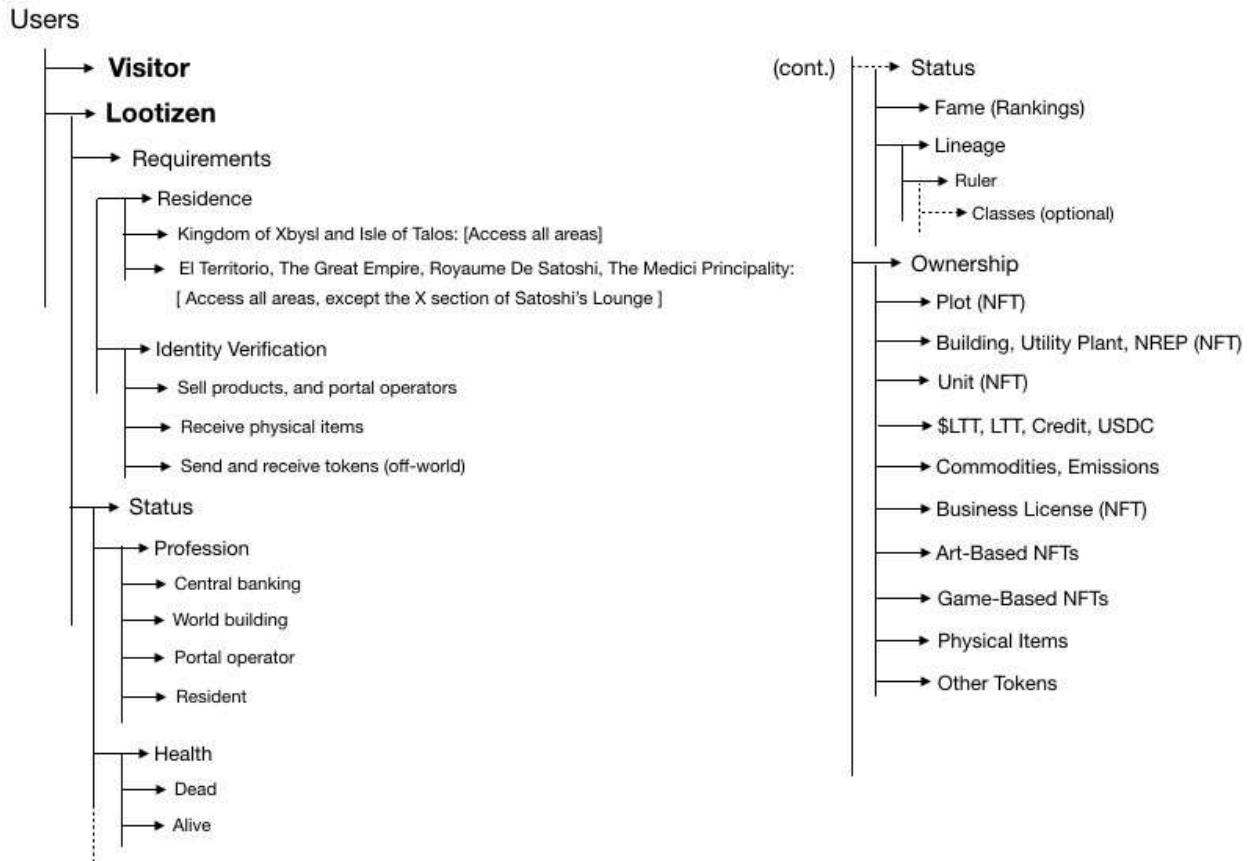 Users
Visitor
Lootizen
Requirements
Residence
Kingdom of Xbysl and Isle of Talos: [Access all areas]
El Territorio, The Great Empire, Royaume De Satoshi, The Medici Principality:
[ Access all areas, except the X section of Satoshi’s Lounge ]
Identity Verification
Sell products, and portal operators
Receive physical items
Send and receive tokens (off-world)
Status
Profession
Central banking
World building
Portal operator
Resident
Health
Dead
Alive
(cont.)
Status
Fame (Rankings)
Lineage
Ruler
Classes (optional)
Ownership
Plot (NFT)
Building, Utility Plant, NREP (NFT)
Unit (NFT)
$LTT, LTT, Credit, USDC
Commodities, Emissions
Business License (NFT)
Art-Based NFTs
Game-Based NFTs
Physical Items
Other Tokens